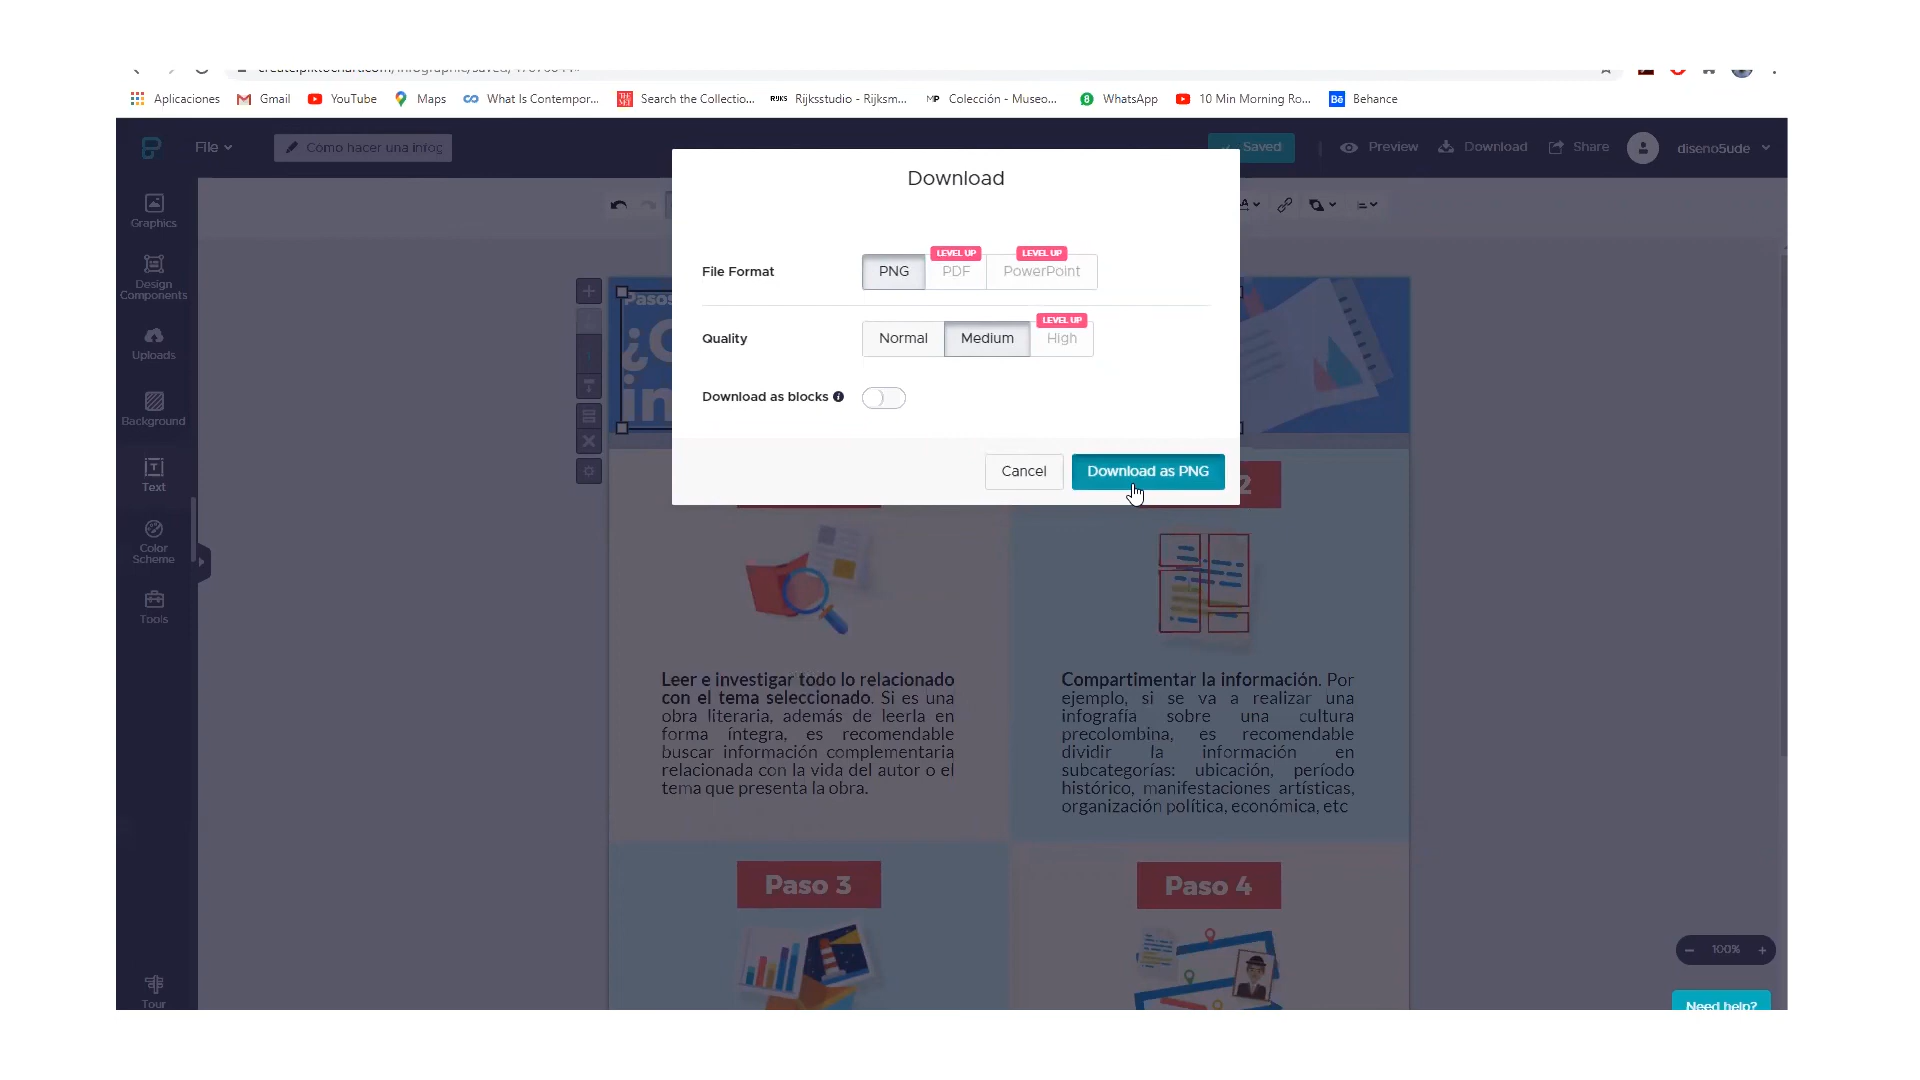 Aplicaciones Gmail YouTube Maps What Is Contempor... Search the Collectio... Rijksstudio - Rijksm... Colección - Museo... WhatsApp 10 Min Morning Ro... Behance
File Cómo hacer una infog Saved Preview Download Share diseno5ude
Download
File Format PNG LEVEL UP PDF LEVEL UP PowerPoint
Quality Normal Medium LEVEL UP High
Download as blocks
Cancel Download as PNG
Graphics
Design
Components
Uploads
Background
Text
Color
Scheme
Tools
Tour
Pasos
¿C
in
2
Leer e investigar todo lo relacionado
con el tema seleccionado. Si es una
obra literaria, además de leerla en
forma íntegra, es recomendable
buscar información complementaria
relacionada con la vida del autor o el
tema que presenta la obra.
Compartimentar la información. Por
ejemplo, si se va a realizar una
infografía sobre una cultura
precolombina, es recomendable
dividir la información en
subcategorías: ubicación, período
histórico, manifestaciones artísticas,
organización política, económica, etc
Paso 3
Paso 4
100%
Need help?